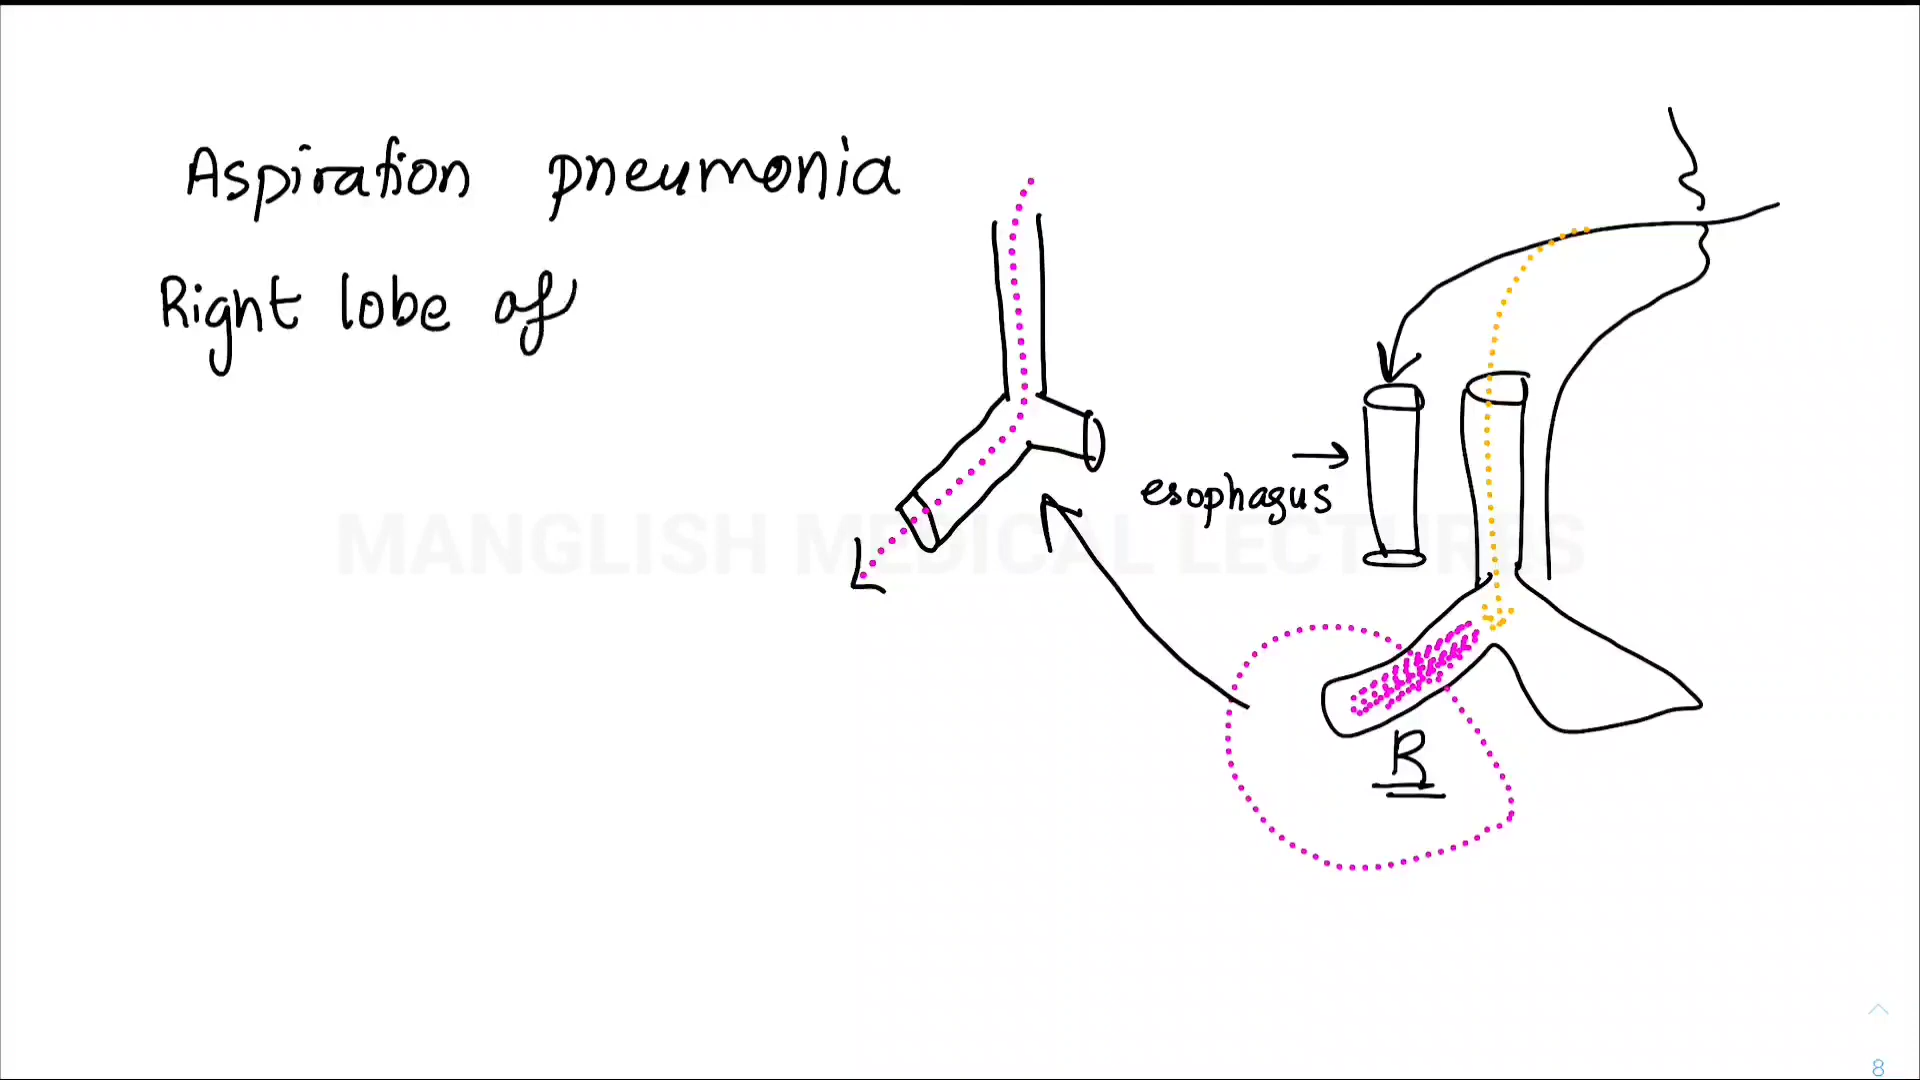 Aspiration pneumonia
Right lobe of
esophagus
MANGLISH MEDICAL LECTURES
R
8